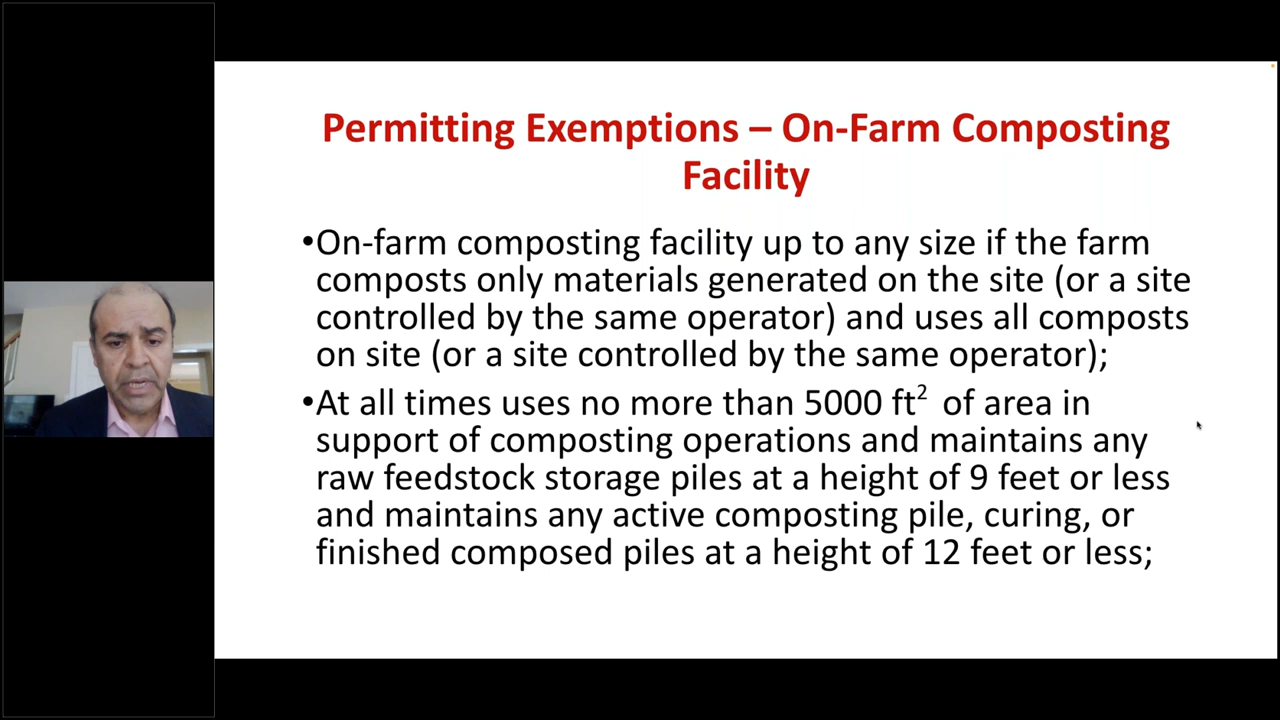 Permitting Exemptions – On-Farm Composting
Facility
•On-farm composting facility up to any size if the farm
composts only materials generated on the site (or a site
controlled by the same operator) and uses all composts
on site (or a site controlled by the same operator);
•At all times uses no more than 5000 ft² of area in
support of composting operations and maintains any
raw feedstock storage piles at a height of 9 feet or less
and maintains any active composting pile, curing, or
finished composed piles at a height of 12 feet or less;